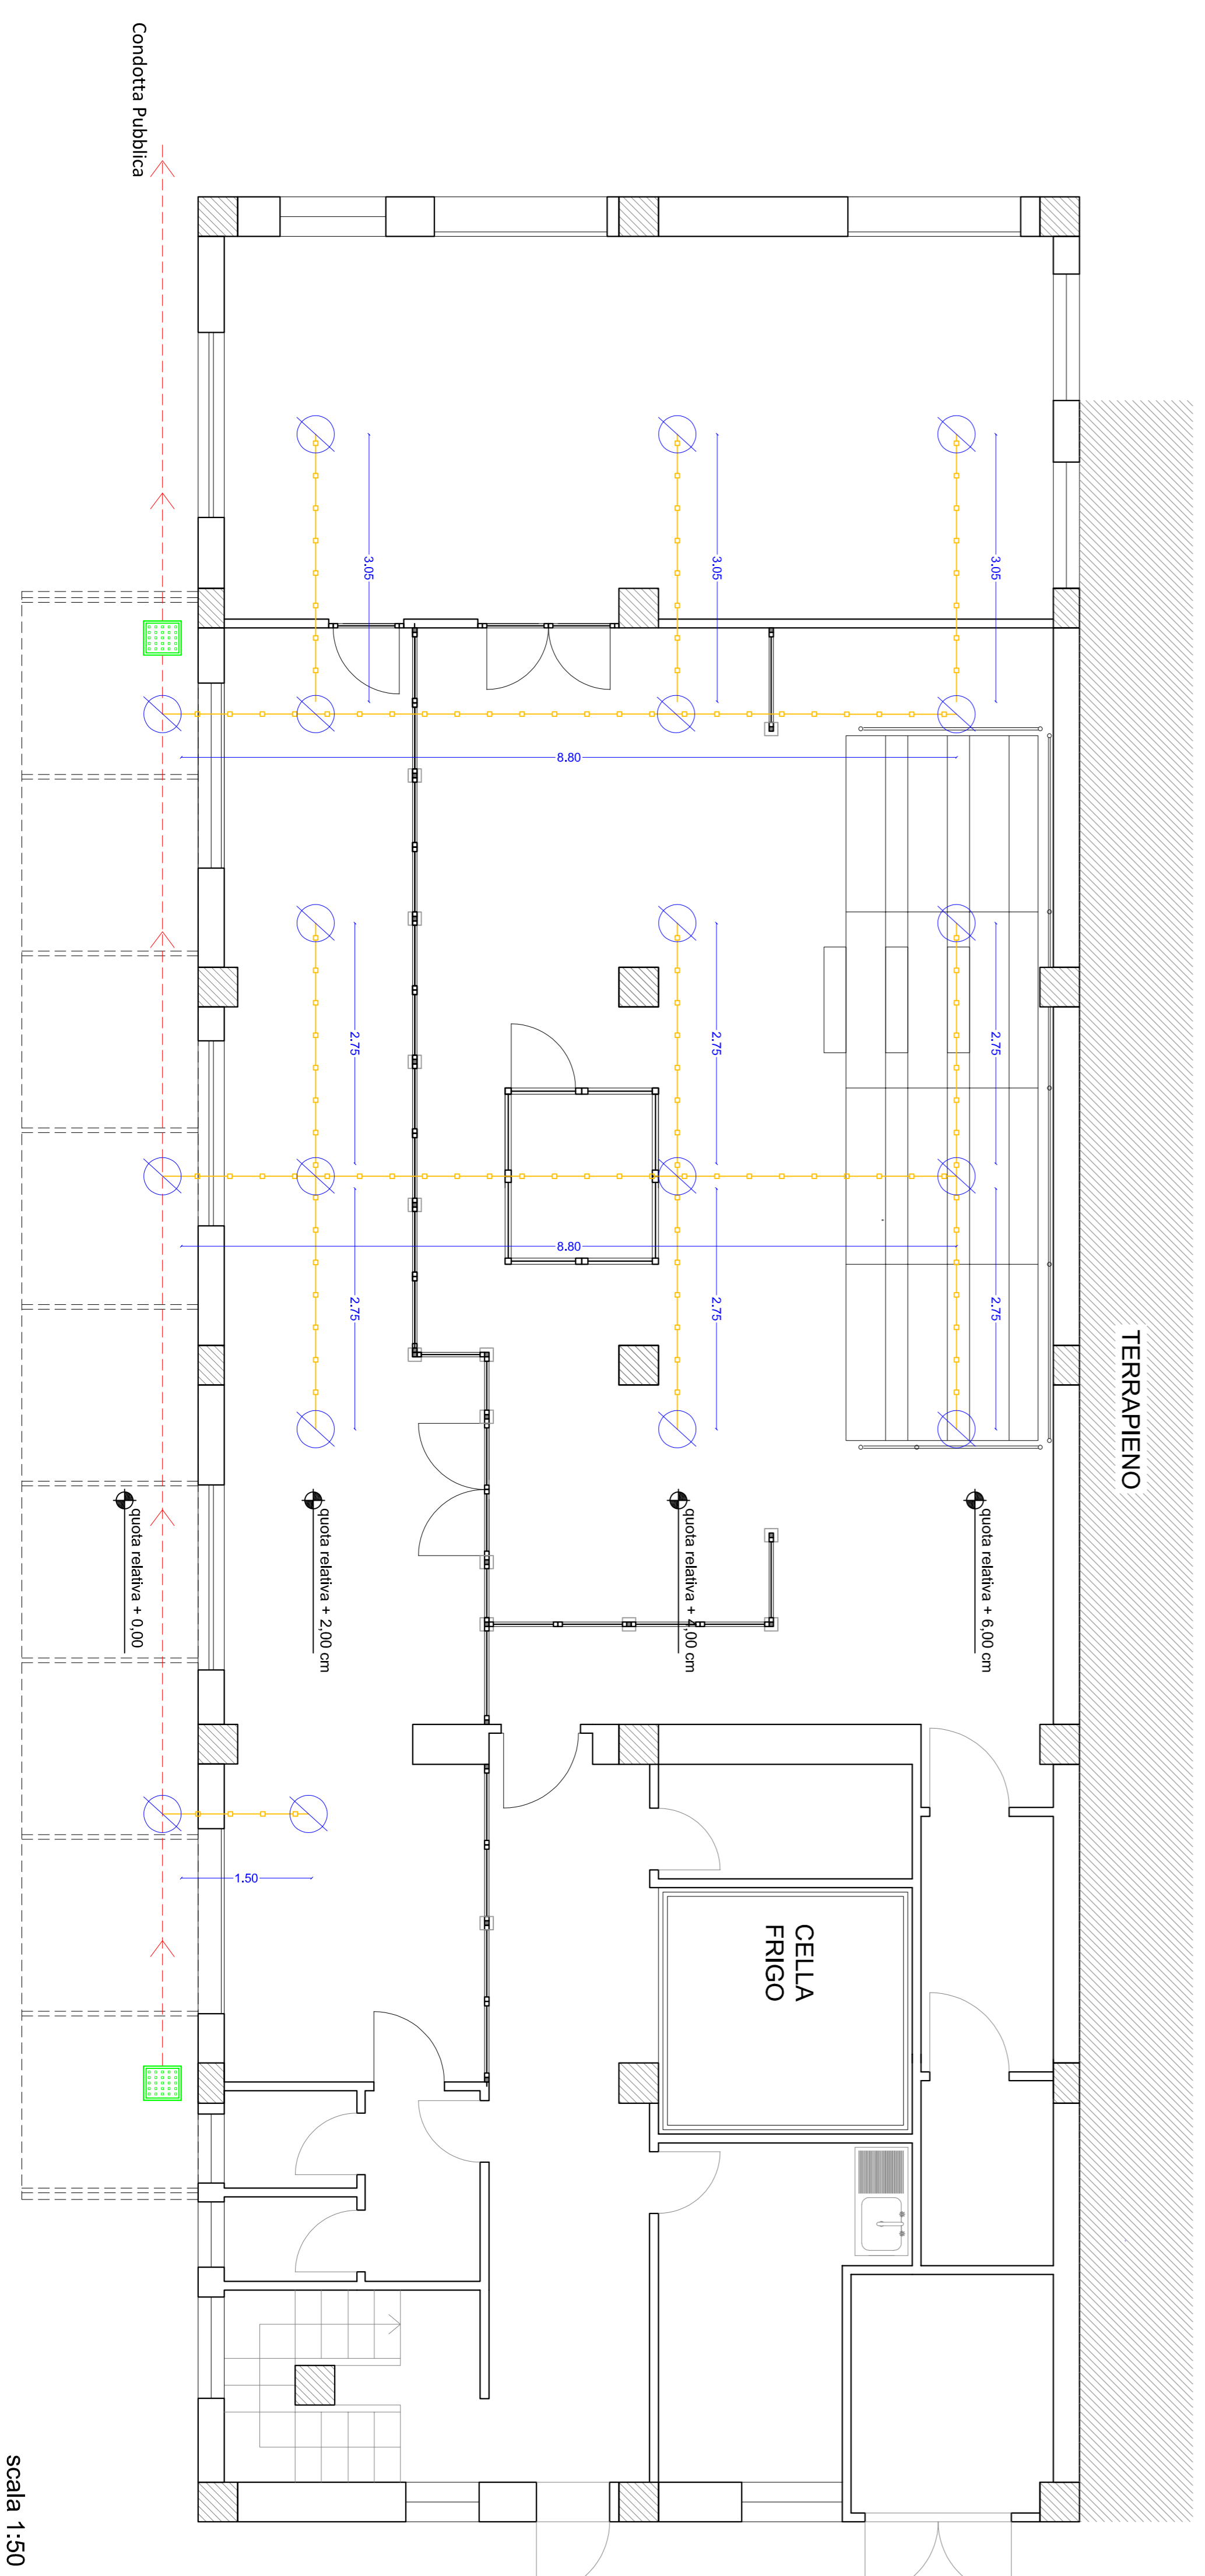 Condotta Pubblica
TERRAPIENO
3.05
3.05
3.05
8.80
2.75
2.75
2.75
8.80
2.75
2.75
2.75
quota relativa + 6,00 cm
quota relativa + 4,00 cm
quota relativa + 2,00 cm
quota relativa + 0,00
1.50
CELLA
FRIGO
scala 1:50